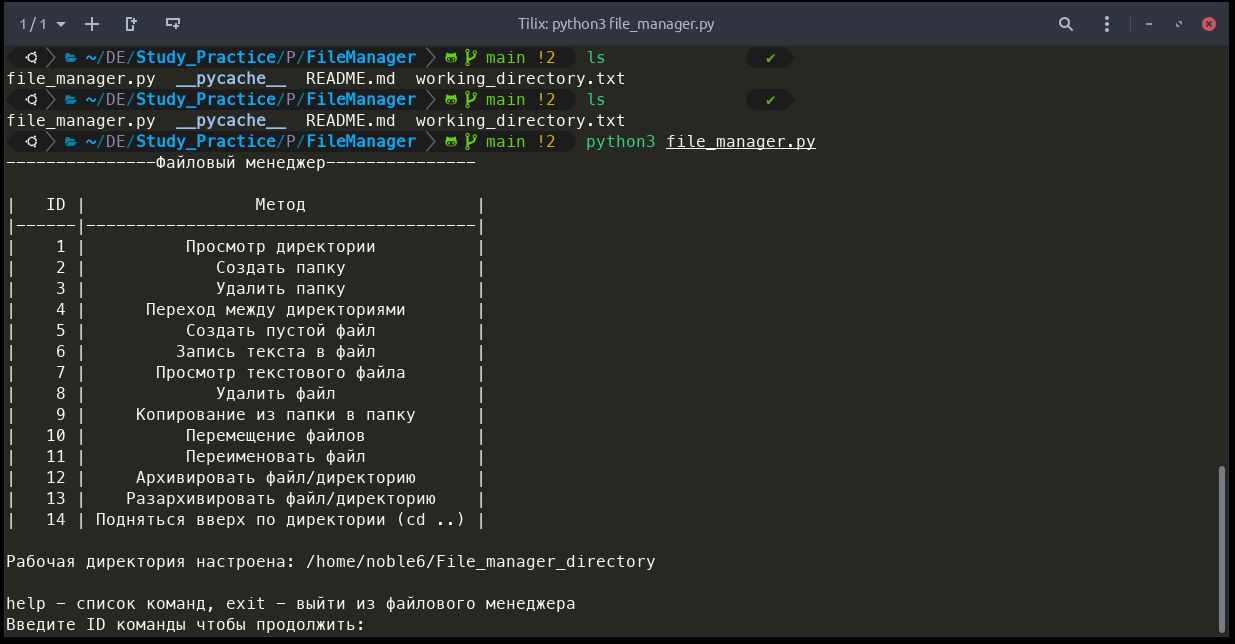 1 / 1 Tilix: python3 file_manager.py
~/DE/Study_Practice/P/FileManager main !2 ls ✔
file_manager.py __pycache__ README.md working_directory.txt
~/DE/Study_Practice/P/FileManager main !2 ls ✔
file_manager.py __pycache__ README.md working_directory.txt
~/DE/Study_Practice/P/FileManager main !2 python3 file_manager.py
---------------Файловый менеджер---------------
| ID | Метод |
|------|---------------------------------------|
| 1 | Просмотр директории |
| 2 | Создать папку |
| 3 | Удалить папку |
| 4 | Переход между директориями |
| 5 | Создать пустой файл |
| 6 | Запись текста в файл |
| 7 | Просмотр текстового файла |
| 8 | Удалить файл |
| 9 | Копирование из папки в папку |
| 10 | Перемещение файлов |
| 11 | Переименовать файл |
| 12 | Архивировать файл/директорию |
| 13 | Разархивировать файл/директорию |
| 14 | Подняться вверх по директории (cd ..) |
Рабочая директория настроена: /home/noble6/File_manager_directory
help - список команд, exit - выйти из файлового менеджера
Введите ID команды чтобы продолжить: